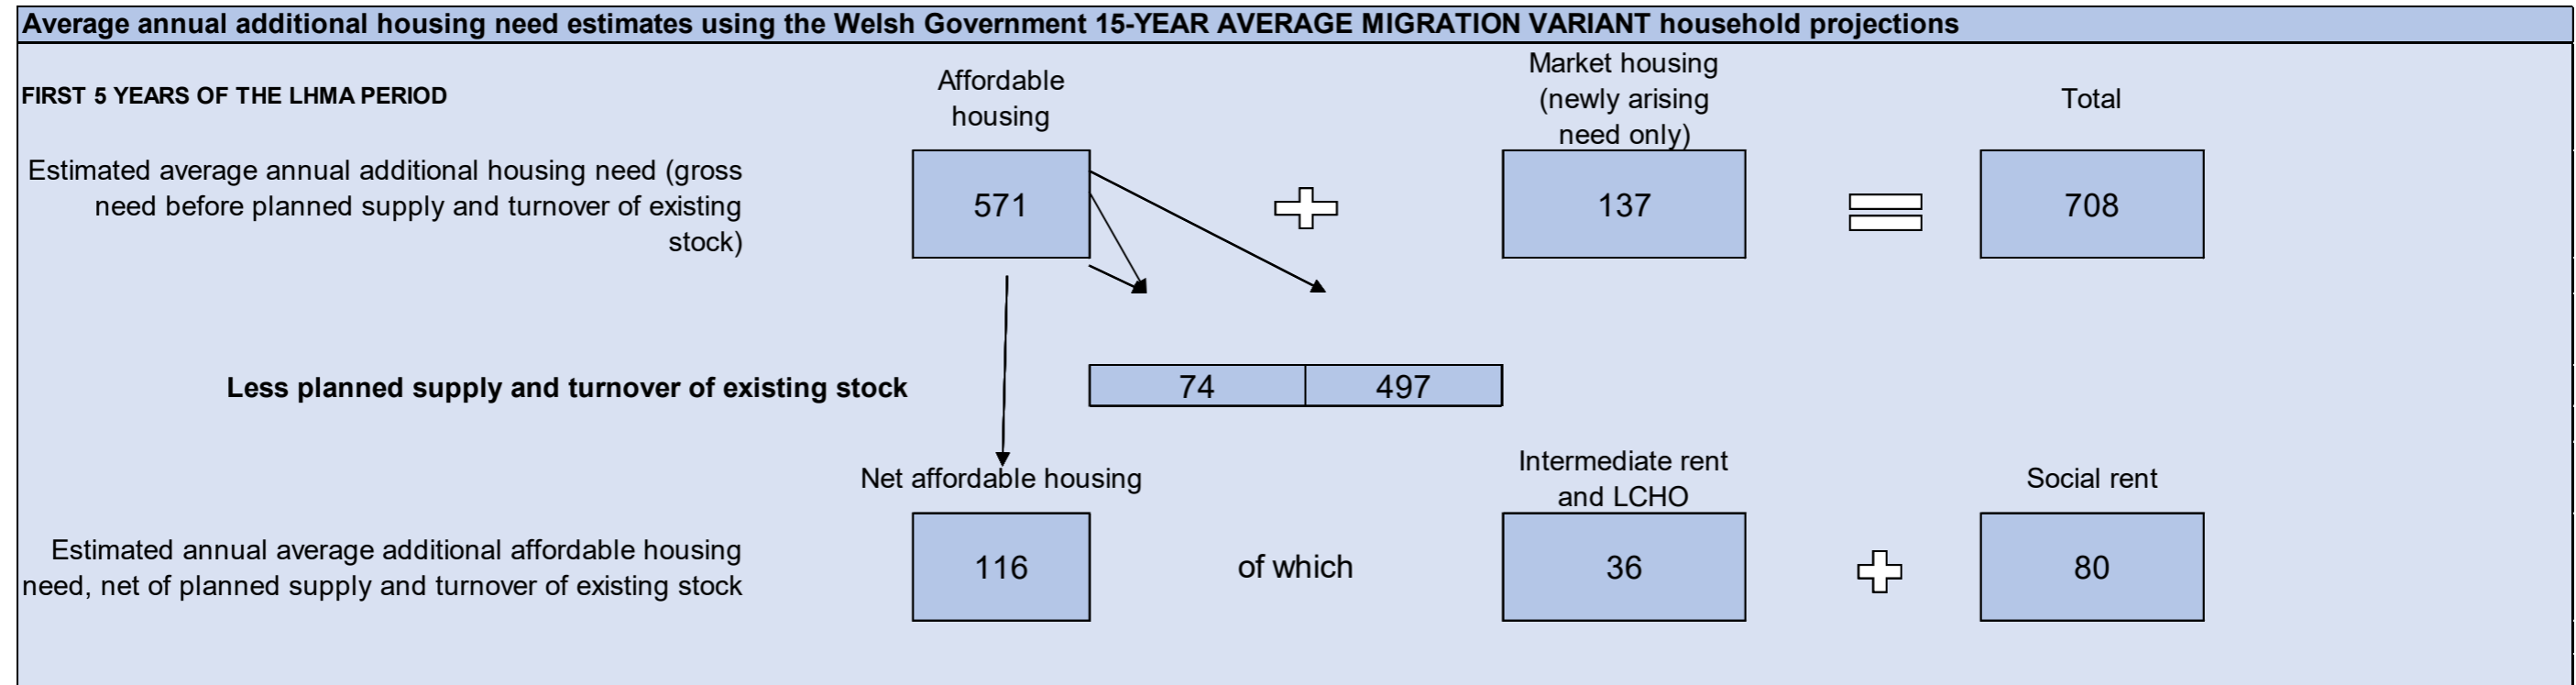 Average annual additional housing need estimates using the Welsh Government 15-YEAR AVERAGE MIGRATION VARIANT household projections
FIRST 5 YEARS OF THE LHMA PERIOD
Affordable
housing
Market housing
(newly arising
need only)
Total
Estimated average annual additional housing need (gross
need before planned supply and turnover of existing
stock)
571
137
708
Less planned supply and turnover of existing stock
74
497
Net affordable housing
Intermediate rent
and LCHO
Social rent
Estimated annual average additional affordable housing
need, net of planned supply and turnover of existing stock
116
of which
36
80